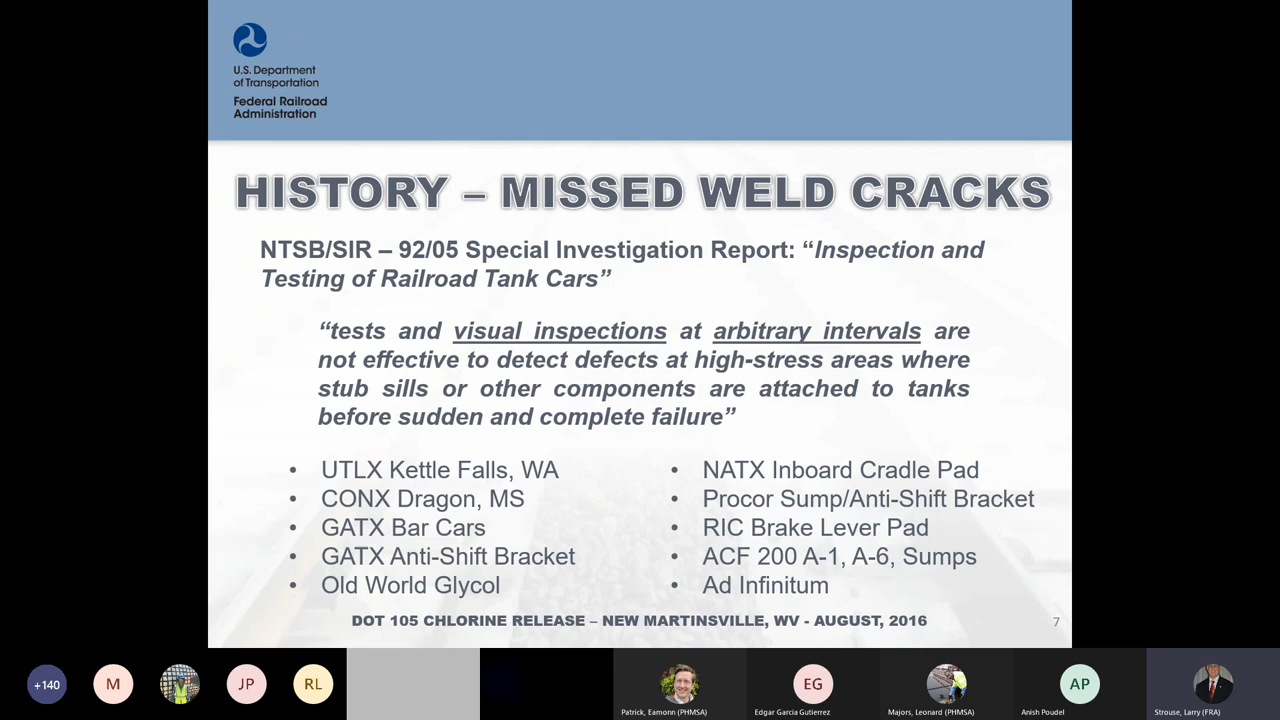 U.S. Department
of Transportation
Federal Railroad
Administration
HISTORY – MISSED WELD CRACKS
NTSB/SIR – 92/05 Special Investigation Report: “Inspection and
Testing of Railroad Tank Cars”
“tests and visual inspections at arbitrary intervals are
not effective to detect defects at high-stress areas where
stub sills or other components are attached to tanks
before sudden and complete failure”
• UTLX Kettle Falls, WA
• CONX Dragon, MS
• GATX Bar Cars
• GATX Anti-Shift Bracket
• Old World Glycol
• NATX Inboard Cradle Pad
• Procor Sump/Anti-Shift Bracket
• RIC Brake Lever Pad
• ACF 200 A-1, A-6, Sumps
• Ad Infinitum
DOT 105 CHLORINE RELEASE – NEW MARTINSVILLE, WV - AUGUST, 2016
7
+140
M
JP
RL
Patrick, Eamonn (PHMSA)
EG
Edgar Garcia Gutierrez
Majors, Leonard (PHMSA)
AP
Anish Poudel
Strouse, Larry (FRA)